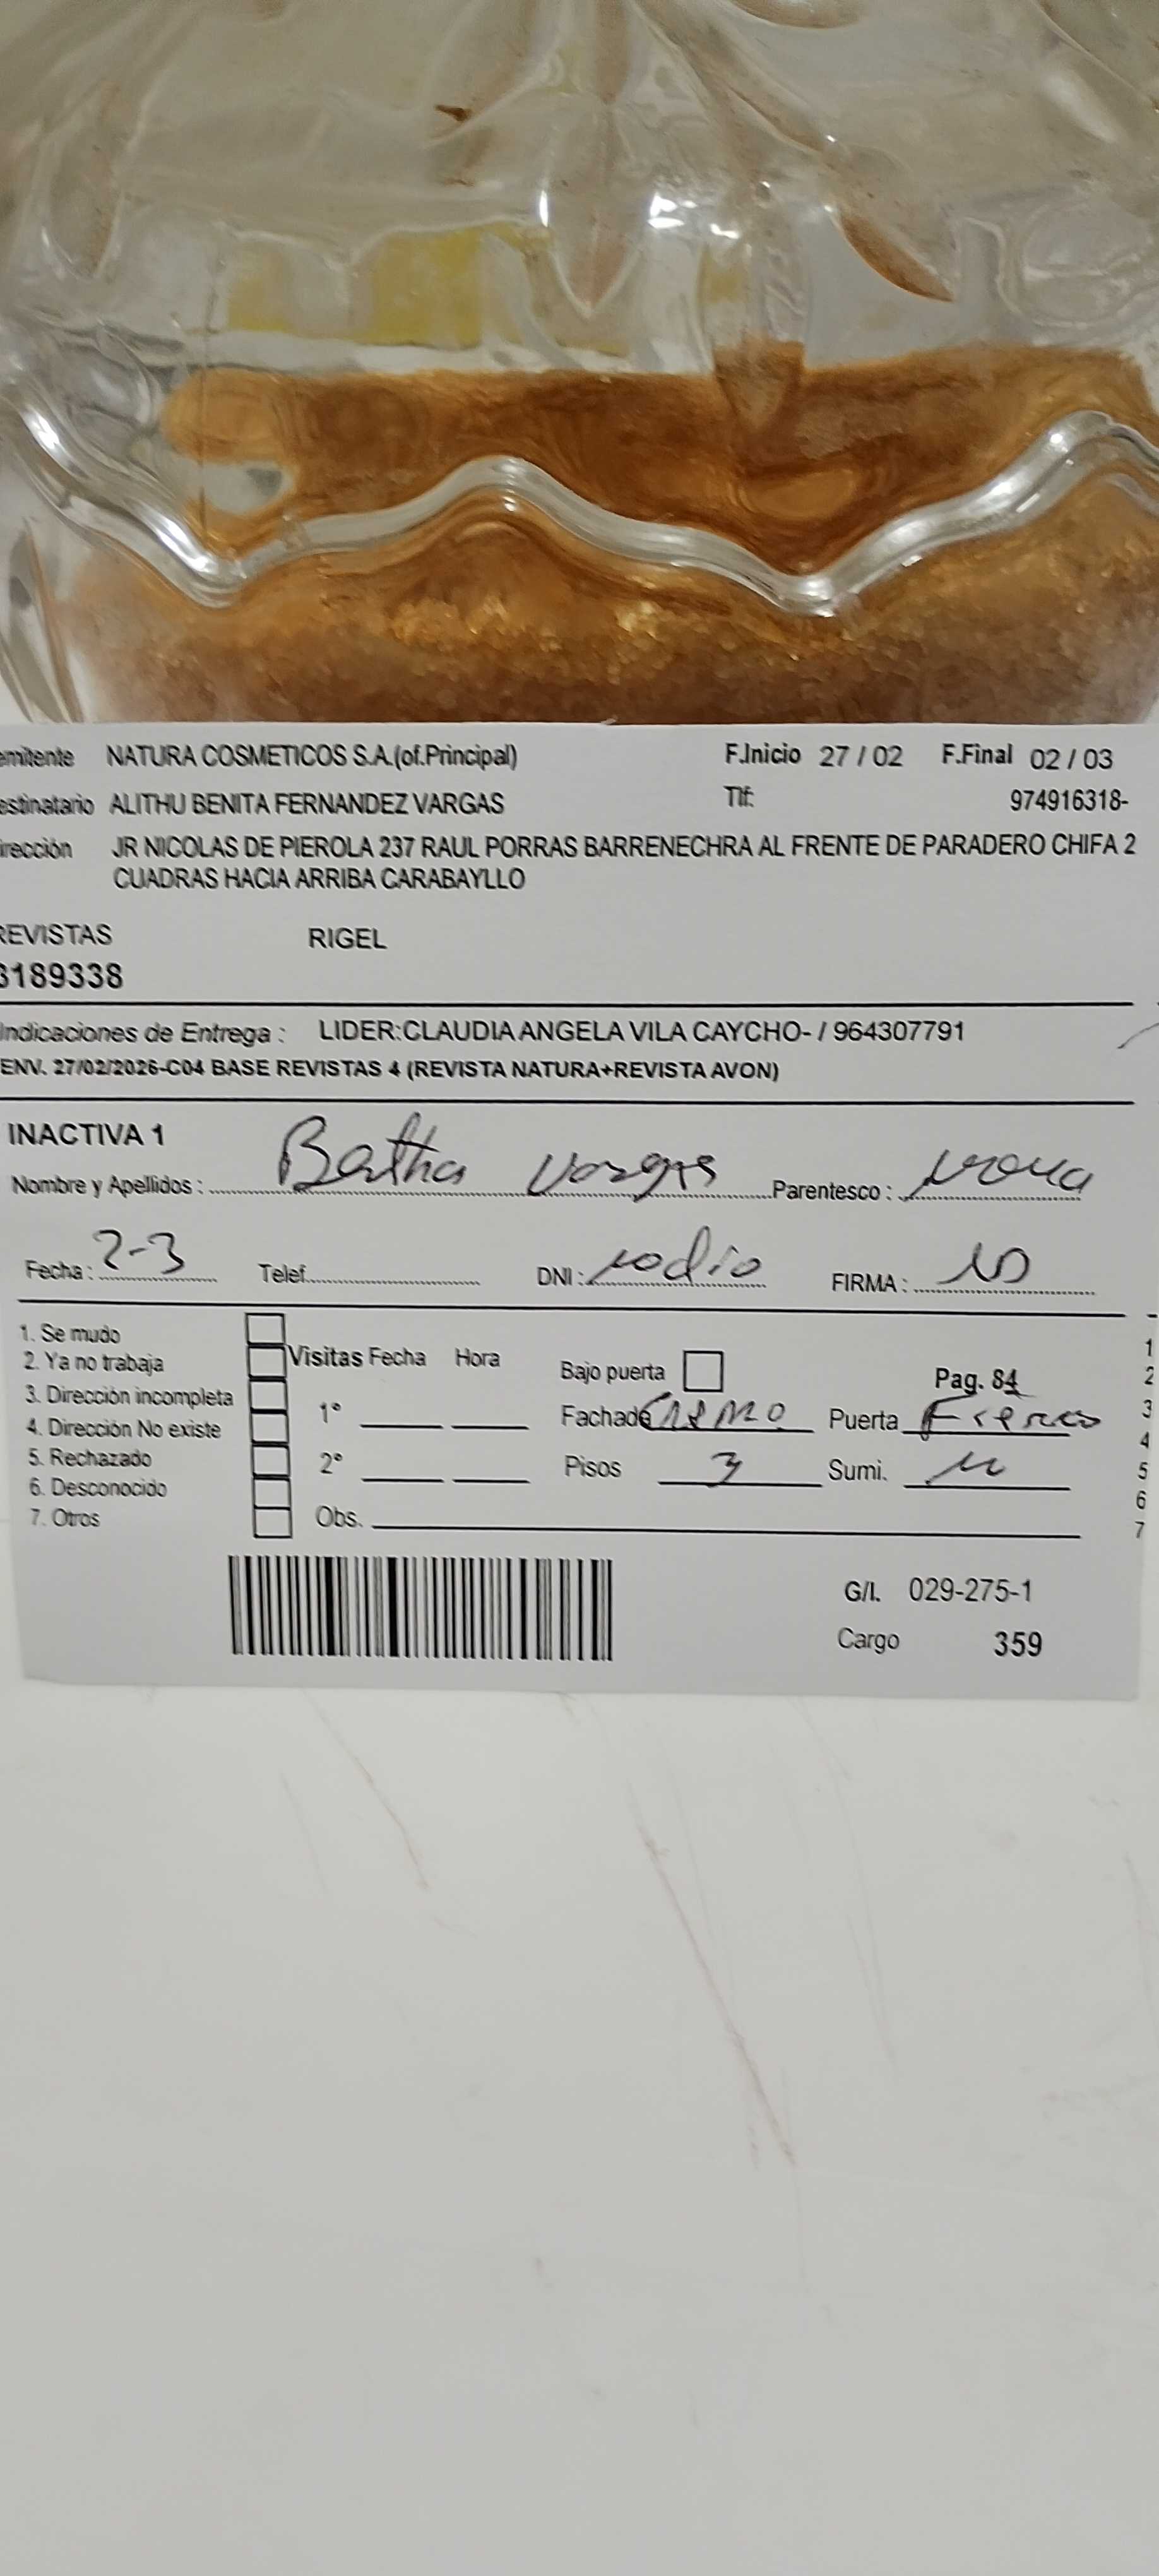 emitente NATURA COSMETICOS S.A.(of.Principal) F.Inicio 27 / 02 F.Final 02 / 03
estinatario ALITHU BENITA FERNANDEZ VARGAS Tlf: 974916318-
irección JR NICOLAS DE PIEROLA 237 RAUL PORRAS BARRENECHRA AL FRENTE DE PARADERO CHIFA 2
CUADRAS HACIA ARRIBA CARABAYLLO
REVISTAS RIGEL
3189338
Indicaciones de Entrega : LIDER:CLAUDIA ANGELA VILA CAYCHO- / 964307791
ENV. 27/02/2026-C04 BASE REVISTAS 4 (REVISTA NATURA+REVISTA AVON)
INACTIVA 1
Nombre y Apellidos : Bertha Vargas Parentesco :
Fecha : 2-3 Telef. DNI : FIRMA :
1. Se mudo
2. Ya no trabaja Visitas Fecha Hora Bajo puerta Pag. 84
3. Dirección incompleta 1° Fachada Puerta Fierro
4. Dirección No existe
5. Rechazado 2° Pisos 3 Sumi.
6. Desconocido
7. Otros Obs.
1
2
3
4
5
6
7
G/I. 029-275-1
Cargo 359